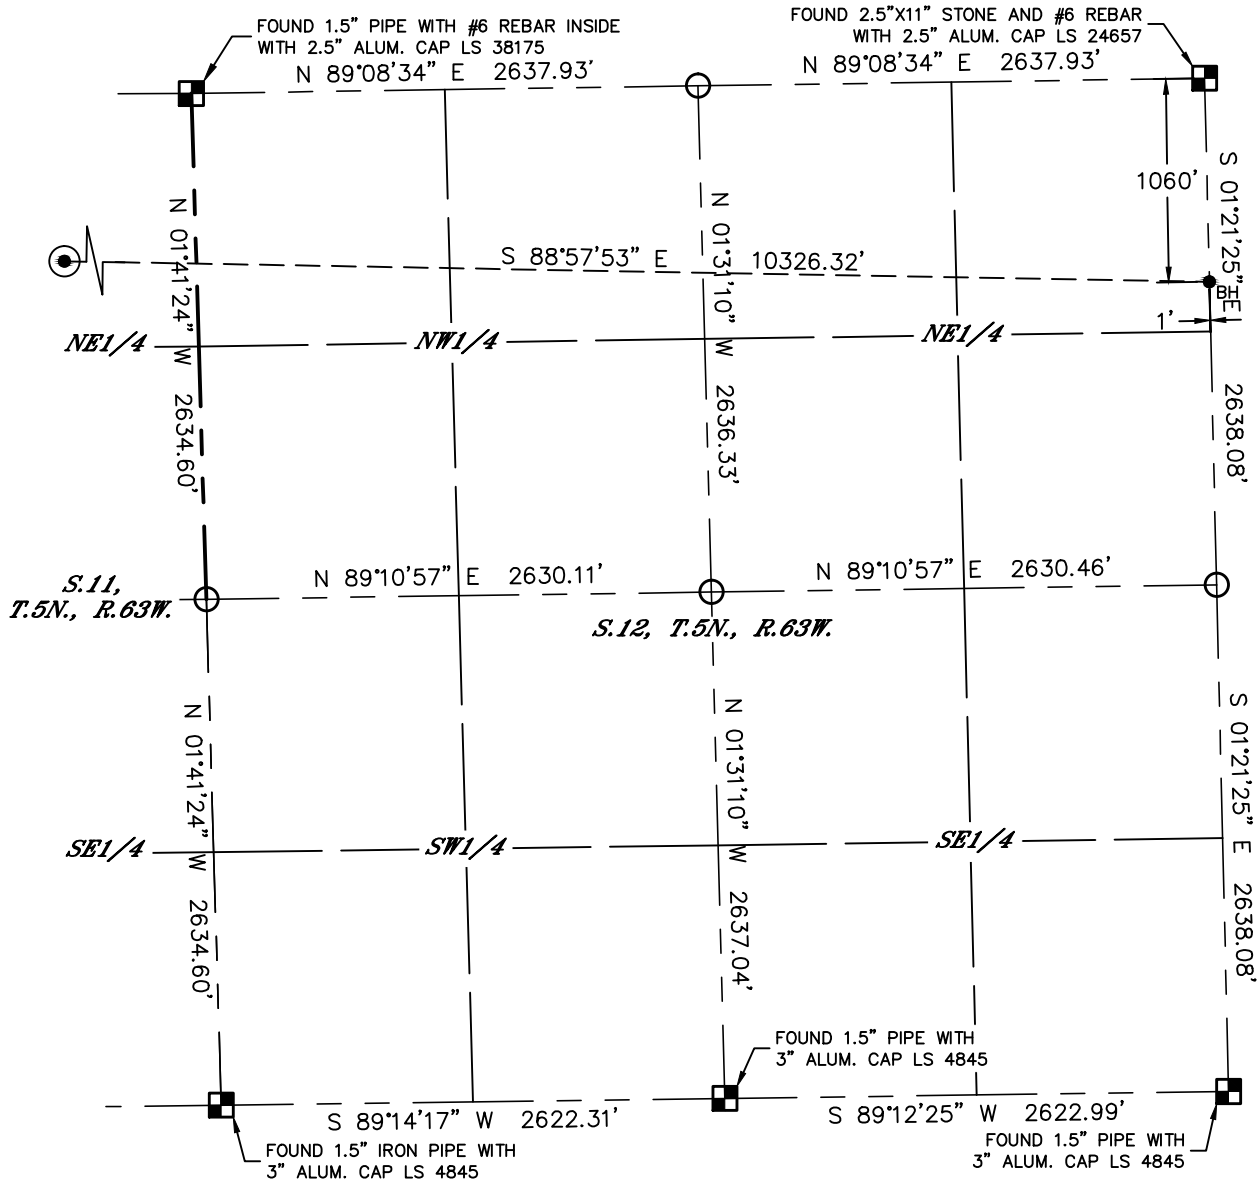 FOUND 1.5" PIPE WITH #6 REBAR INSIDE
WITH 2.5" ALUM. CAP LS 38175
FOUND 2.5"X11" STONE AND #6 REBAR
WITH 2.5" ALUM. CAP LS 24657
N 89°08'34" E 2637.93'
N 89°08'34" E 2637.93'
1060'
S 01°21'25" E 2638.08'
N 01°41'24" W 2634.60'
N 01°31'10" W 2636.33'
S 88°57'53" E 10326.32'
BH
1'
NE1/4
NW1/4
NE1/4
S.11,
T.5N., R.63W.
N 89°10'57" E 2630.11'
N 89°10'57" E 2630.46'
S.12, T.5N., R.63W.
N 01°41'24" W 2634.60'
N 01°31'10" W 2637.04'
S 01°21'25" E 2638.08'
SE1/4
SW1/4
SE1/4
FOUND 1.5" PIPE WITH
3" ALUM. CAP LS 4845
S 89°14'17" W 2622.31'
S 89°12'25" W 2622.99'
FOUND 1.5" IRON PIPE WITH
3" ALUM. CAP LS 4845
FOUND 1.5" PIPE WITH
3" ALUM. CAP LS 4845